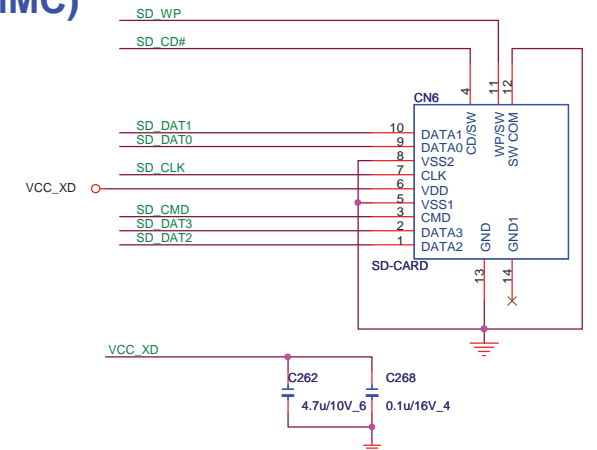 MMC)
SD_WP
SD_CD#
4
11
12
CN6
SD_DAT1 10 DATA1
SD_DAT0 9 DATA0
8 VSS2
SD_CLK 7 CLK
VCC_XD 6 VDD
5 VSS1
SD_CMD 3 CMD
SD_DAT3 2 DATA3
SD_DAT2 1 DATA2
CD/SW
WP/SW
SW COM
GND
GND1
SD-CARD
13
14
VCC_XD
C262 C268
4.7u/10V_6 0.1u/16V_4